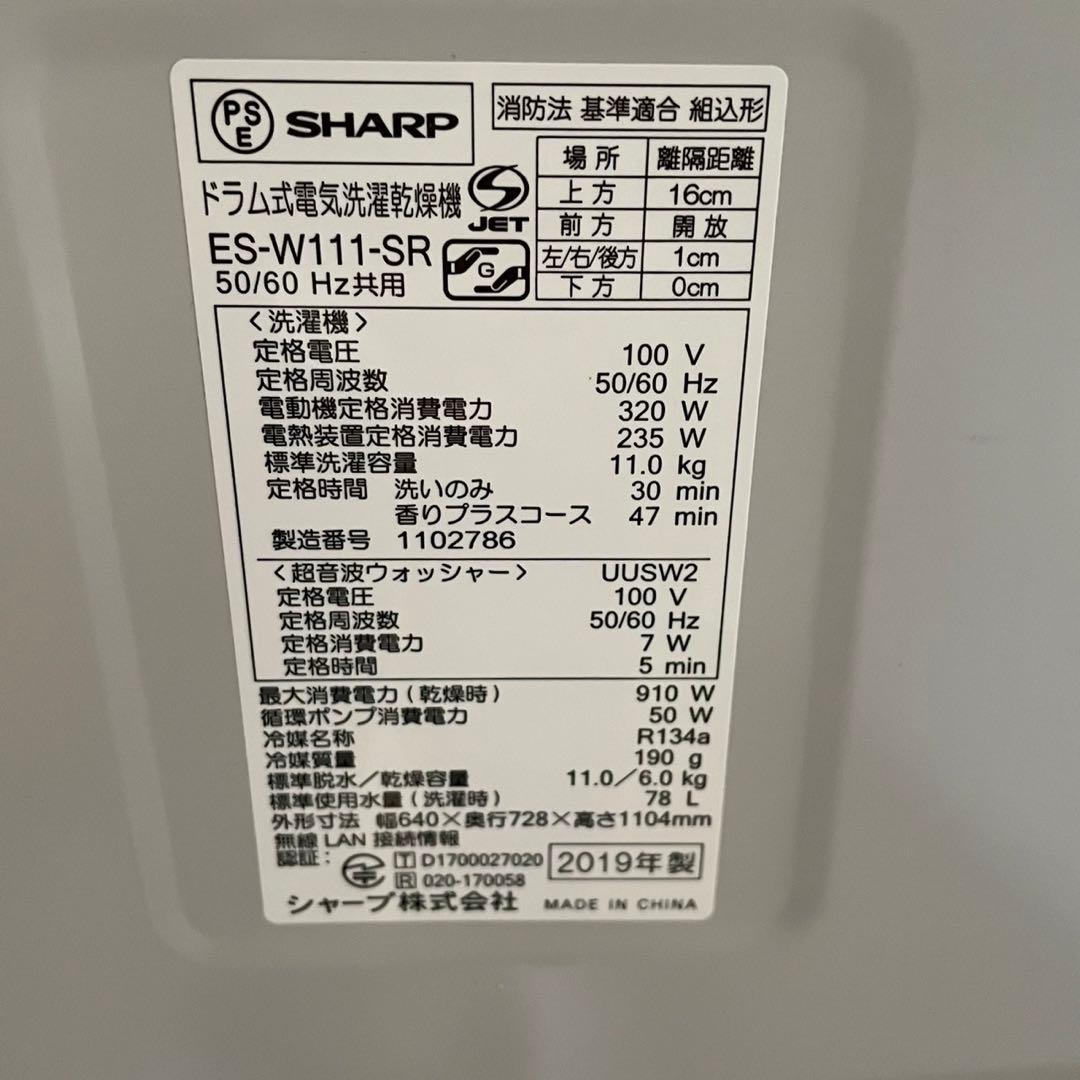 PSE SHARP
消防法 基準適合 組込形
場所 離隔距離
上方 16cm
前方 開放
左/右/後方 1cm
下方 0cm
ドラム式電気洗濯乾燥機
JET
ES-W111-SR
G
50/60 Hz共用
<洗濯機>
定格電圧 100 V
定格周波数 50/60 Hz
電動機定格消費電力 320 W
電熱装置定格消費電力 235 W
標準洗濯容量 11.0 kg
定格時間 洗いのみ 30 min
香りプラスコース 47 min
製造番号 1102786
<超音波ウォッシャー> UUSW2
定格電圧 100 V
定格周波数 50/60 Hz
定格消費電力 7 W
定格時間 5 min
最大消費電力(乾燥時) 910 W
循環ポンプ消費電力 50 W
冷媒名称 R134a
冷媒質量 190 g
標準脱水/乾燥容量 11.0/6.0 kg
標準使用水量(洗濯時) 78 L
外形寸法 幅640×奥行728×高さ1104mm
無線 LAN 接続情報
認証: T D1700027020
R 020-170058
2019年製
シャープ株式会社 MADE IN CHINA